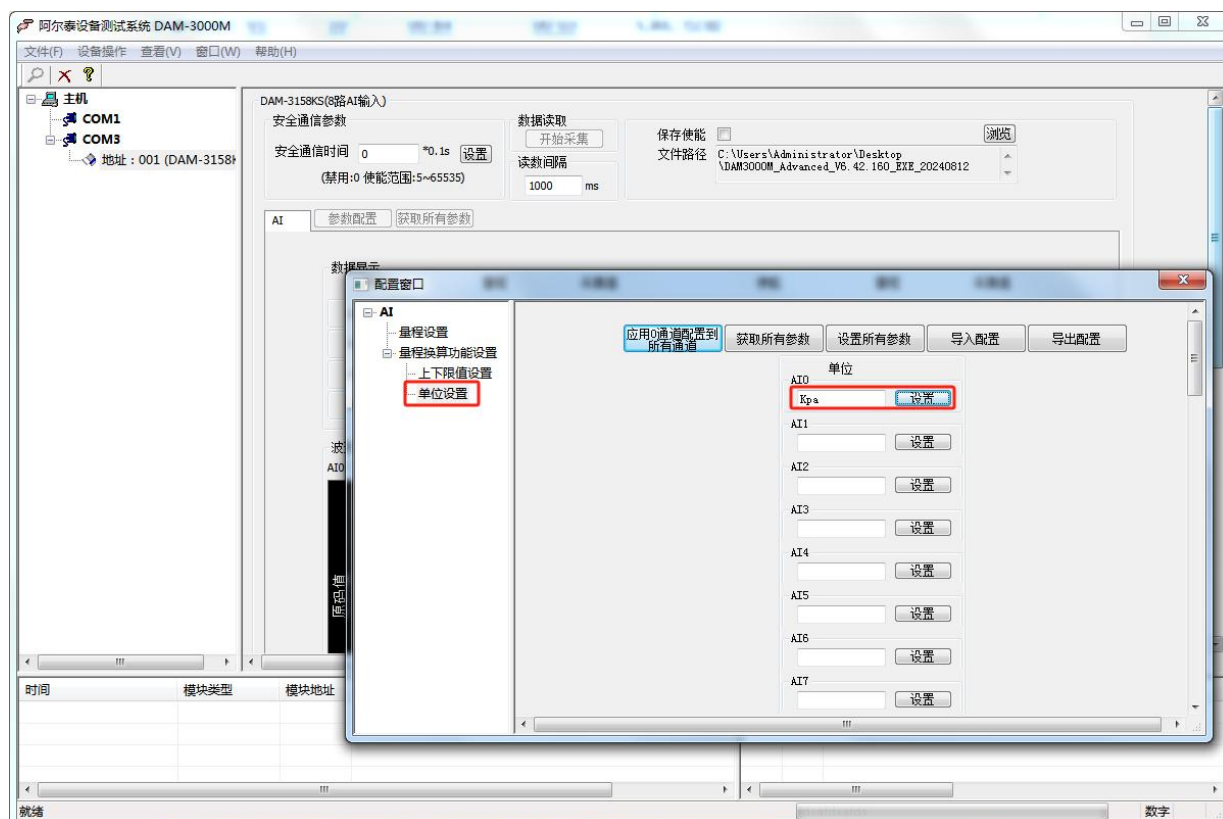 阿尔泰设备测试系统 DAM-3000M
文件(F) 设备操作 查看(V) 窗口(W) 帮助(H)
主机
COM1
COM3
地址：001 (DAM-3158K
DAM-3158KS(8路AI输入)
安全通信参数
安全通信时间 0 *0.1s 设置
(禁用:0 使能范围:5~65535)
数据读取
开始采集
读数间隔
1000 ms
保存使能 浏览
文件路径 C:\Users\Administrator\Desktop
\DAM3000M_Advanced_V6.42.160_EXE_20240812
AI 参数配置 获取所有参数
数据显示
AI0
原码值
配置窗口
AI
量程设置
量程换算功能设置
上下限值设置
单位设置
应用0通道配置到
所有通道
获取所有参数 设置所有参数 导入配置 导出配置
单位
AI0
Kpa 设置
AI1
设置
AI2
设置
AI3
设置
AI4
设置
AI5
设置
AI6
设置
AI7
设置
时间 模块类型 模块地址
就绪 数字